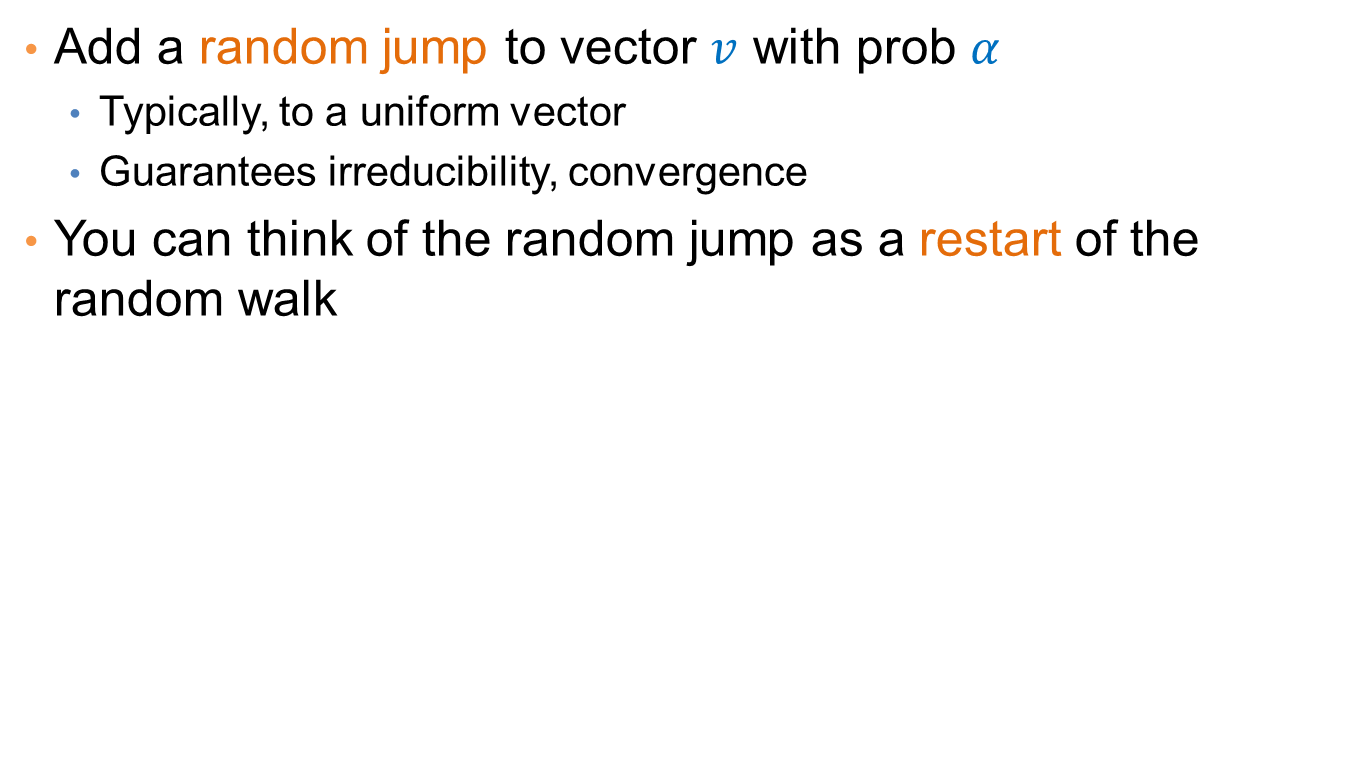 • Add a random jump to vector 𝑣 with prob 𝛼
• Typically, to a uniform vector
• Guarantees irreducibility, convergence
• You can think of the random jump as a restart of the
random walk